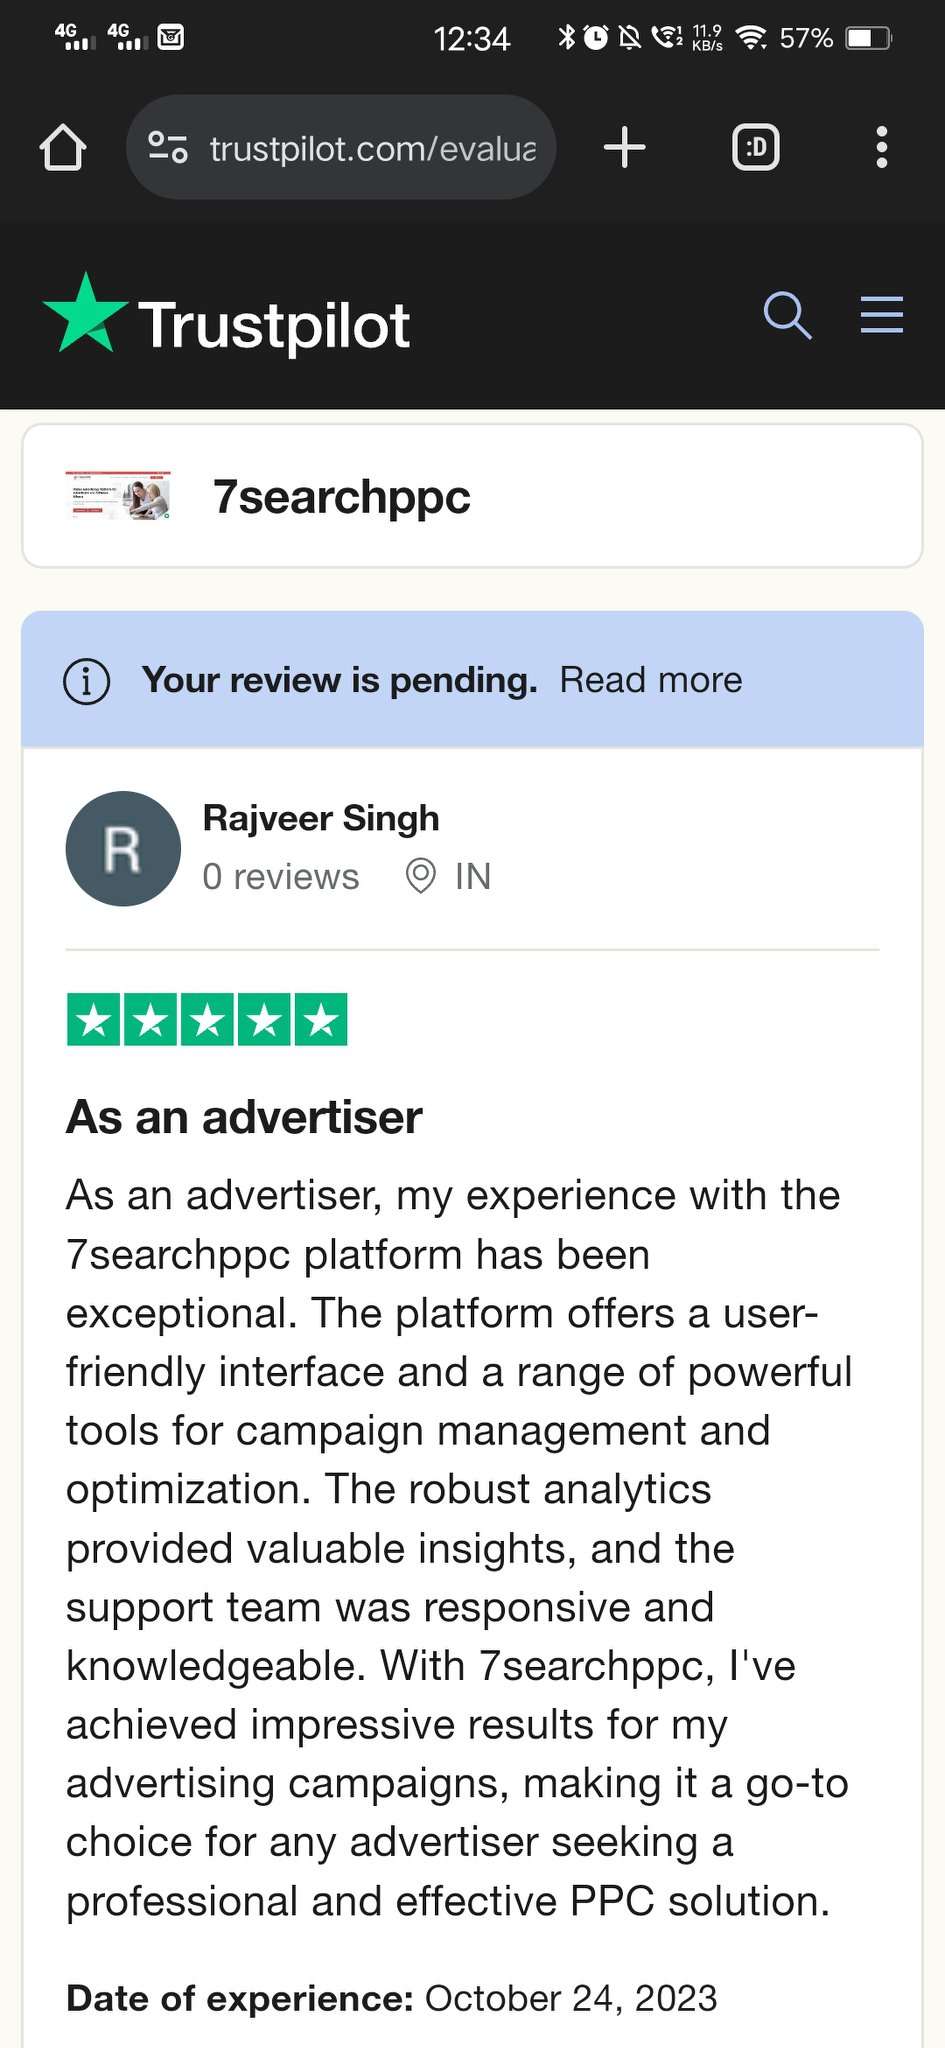 4G 4G 12:34 2 11.9 KB/s 57%
trustpilot.com/evalua :D
Trustpilot
7searchppc
Your review is pending. Read more
R
Rajveer Singh
0 reviews IN
As an advertiser
As an advertiser, my experience with the
7searchppc platform has been
exceptional. The platform offers a user-
friendly interface and a range of powerful
tools for campaign management and
optimization. The robust analytics
provided valuable insights, and the
support team was responsive and
knowledgeable. With 7searchppc, I've
achieved impressive results for my
advertising campaigns, making it a go-to
choice for any advertiser seeking a
professional and effective PPC solution.
Date of experience: October 24, 2023